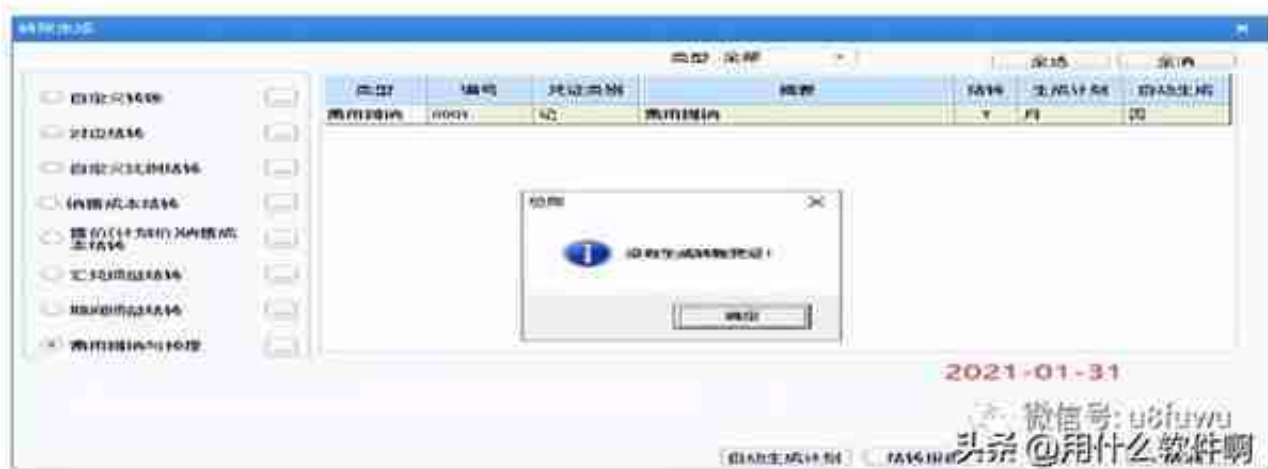 转账生成
类型 全部
全选 全消
自定义转账
对应结转
自定义比例结转
销售成本结转
售价(计划价)销售成
本结转
汇兑损益结转
期间损益结转
费用摊销与预提
类型 编号 凭证类别 摘要 结转 生成计划 自动生成
费用摊销 0001 记 费用摊销 Y 月 否
没有生成转账凭证!
确定
2021-01-31
微信号: u8fuwu
自动生成计划
头条 @用什么软件啊